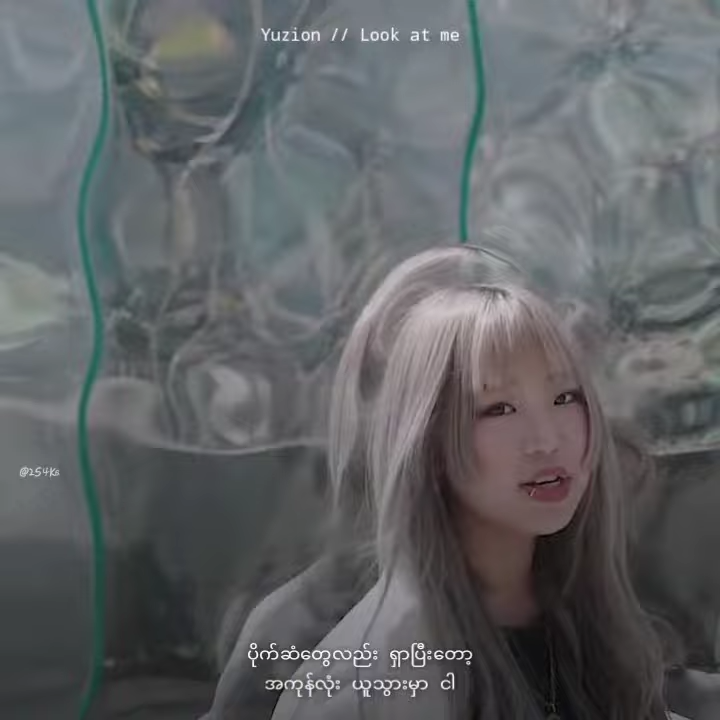 Yuzion // Look at me
@254Ks
ပိုက်ဆံတွေလည်း ရှာပြီးတော့
အကုန်လုံး ယူသွားမှာ ငါ